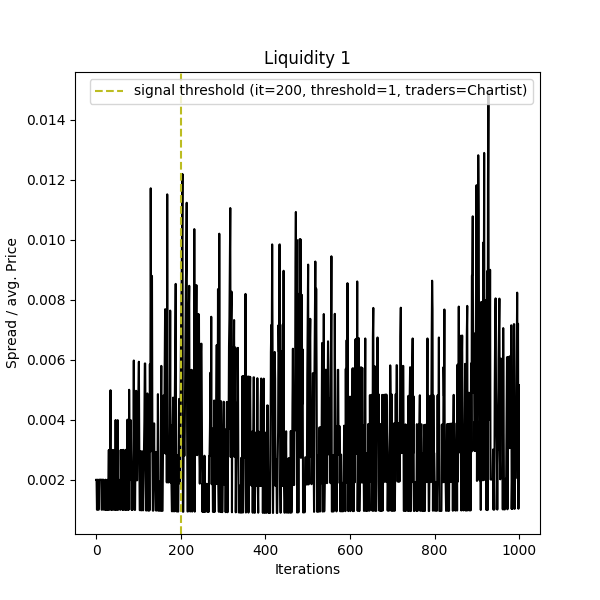 Liquidity 1
signal threshold (it=200, threshold=1, traders=Chartist)
Spread / avg. Price
0.014
0.012
0.010
0.008
0.006
0.004
0.002
0 200 400 600 800 1000
Iterations